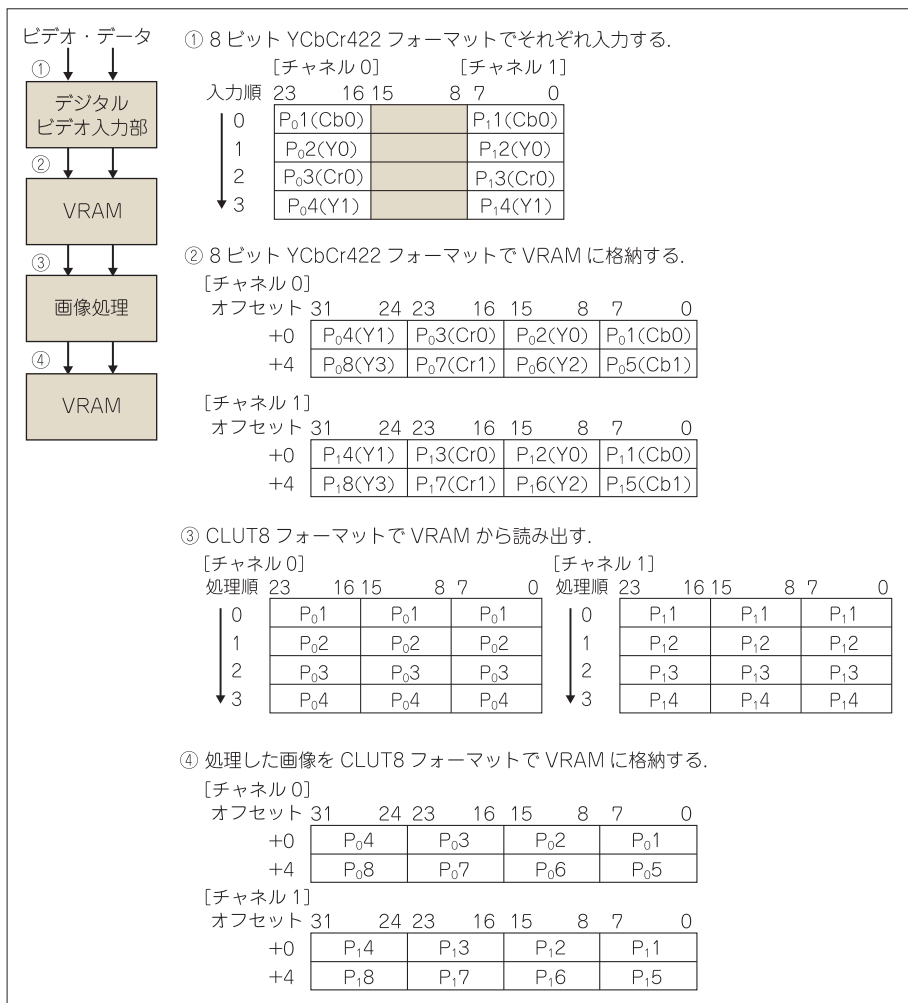 ビデオ・データ
①
デジタル
ビデオ入力部
②
VRAM
③
画像処理
④
VRAM
① 8 ビット YCbCr422 フォーマットでそれぞれ入力する.
[チャネル 0] [チャネル 1]
入力順 23 16 15 8 7 0
0 P₀1(Cb0) P₁1(Cb0)
1 P₀2(Y0) P₁2(Y0)
2 P₀3(Cr0) P₁3(Cr0)
3 P₀4(Y1) P₁4(Y1)
② 8 ビット YCbCr422 フォーマットで VRAM に格納する.
[チャネル 0]
オフセット 31 24 23 16 15 8 7 0
+0 P₀4(Y1) P₀3(Cr0) P₀2(Y0) P₀1(Cb0)
+4 P₀8(Y3) P₀7(Cr1) P₀6(Y2) P₀5(Cb1)
[チャネル 1]
オフセット 31 24 23 16 15 8 7 0
+0 P₁4(Y1) P₁3(Cr0) P₁2(Y0) P₁1(Cb0)
+4 P₁8(Y3) P₁7(Cr1) P₁6(Y2) P₁5(Cb1)
③ CLUT8 フォーマットで VRAM から読み出す.
[チャネル 0] [チャネル 1]
処理順 23 16 15 8 7 0 処理順 23 16 15 8 7 0
0 P₀1 P₀1 P₀1 0 P₁1 P₁1 P₁1
1 P₀2 P₀2 P₀2 1 P₁2 P₁2 P₁2
2 P₀3 P₀3 P₀3 2 P₁3 P₁3 P₁3
3 P₀4 P₀4 P₀4 3 P₁4 P₁4 P₁4
④ 処理した画像を CLUT8 フォーマットで VRAM に格納する.
[チャネル 0]
オフセット 31 24 23 16 15 8 7 0
+0 P₀4 P₀3 P₀2 P₀1
+4 P₀8 P₀7 P₀6 P₀5
[チャネル 1]
オフセット 31 24 23 16 15 8 7 0
+0 P₁4 P₁3 P₁2 P₁1
+4 P₁8 P₁7 P₁6 P₁5